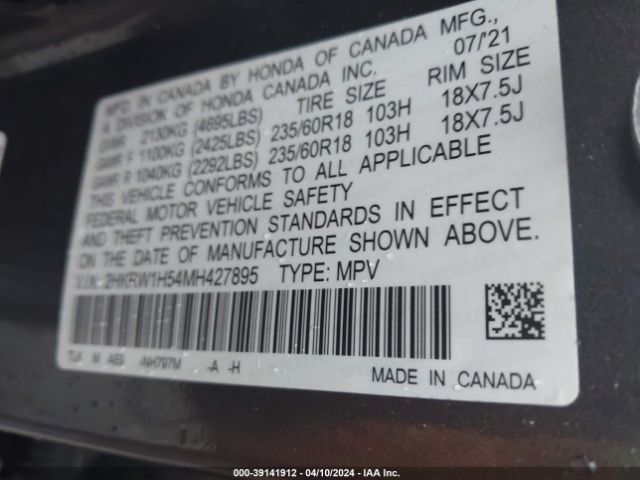 MFG. IN CANADA BY HONDA OF CANADA MFG.,
A DIVISION OF HONDA CANADA INC. 07/'21
GVWR 2130KG (4695LBS) TIRE SIZE RIM SIZE
GAWR F 1100KG (2425LBS) 235/60R18 103H 18X7.5J
GAWR R 1040KG (2292LBS) 235/60R18 103H 18X7.5J
THIS VEHICLE CONFORMS TO ALL APPLICABLE
FEDERAL MOTOR VEHICLE SAFETY
AND THEFT PREVENTION STANDARDS IN EFFECT
ON THE DATE OF MANUFACTURE SHOWN ABOVE.
V.I.N.: 2HKRW1H54MH427895 TYPE: MPV
NH797M -A -H
MADE IN CANADA
000-39141912 - 04/10/2024 - IAA Inc.